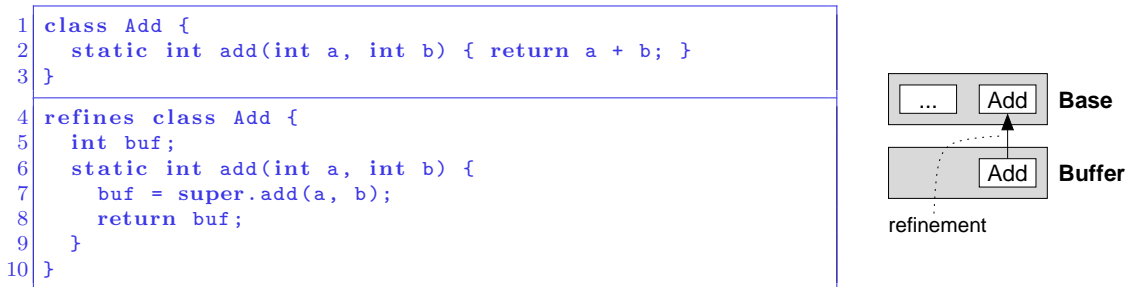 1 class Add {
2 static int add(int a, int b) { return a + b; }
3 }
4 refines class Add {
5 int buf;
6 static int add(int a, int b) {
7 buf = super.add(a, b);
8 return buf;
9 }
10 }
... Add Base
Add Buffer
refinement